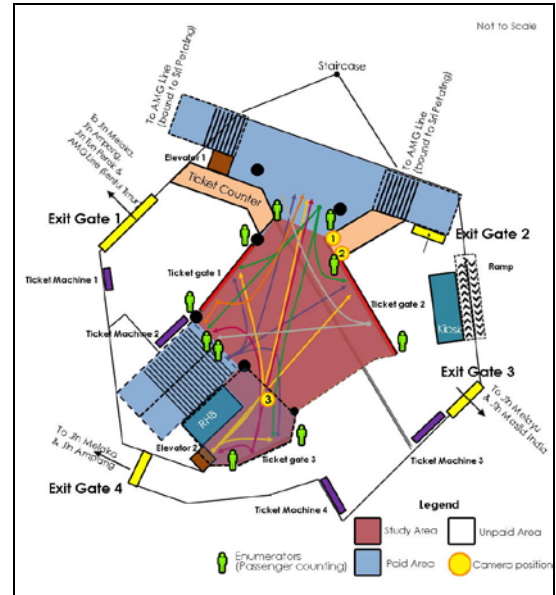 Not to Scale
Staircase
To AMG Line
(bound to Sri Petaling)
To AMG Line
(bound to Sri Petaling)
To Jln Melaka,
Jln Ampang,
Jln Tun Perak &
AMG Line (Sentul Timur)
Elevator 1
Ticket Counter
Exit Gate 1
1
2
Exit Gate 2
Ramp
Ticket gate 1
Ticket Machine 1
Ticket gate 2
Kiosk
Ticket Machine 2
Exit Gate 3
3
RHB
To Jln Melayu
& Jln Masjid India
To Jln Melaka
& Jln Ampang
Elevator 2
Ticket gate 3
Ticket Machine 3
Exit Gate 4
Ticket Machine 4
Legend
Study Area
Unpaid Area
Enumerators
(Passenger counting)
Paid Area
Camera position